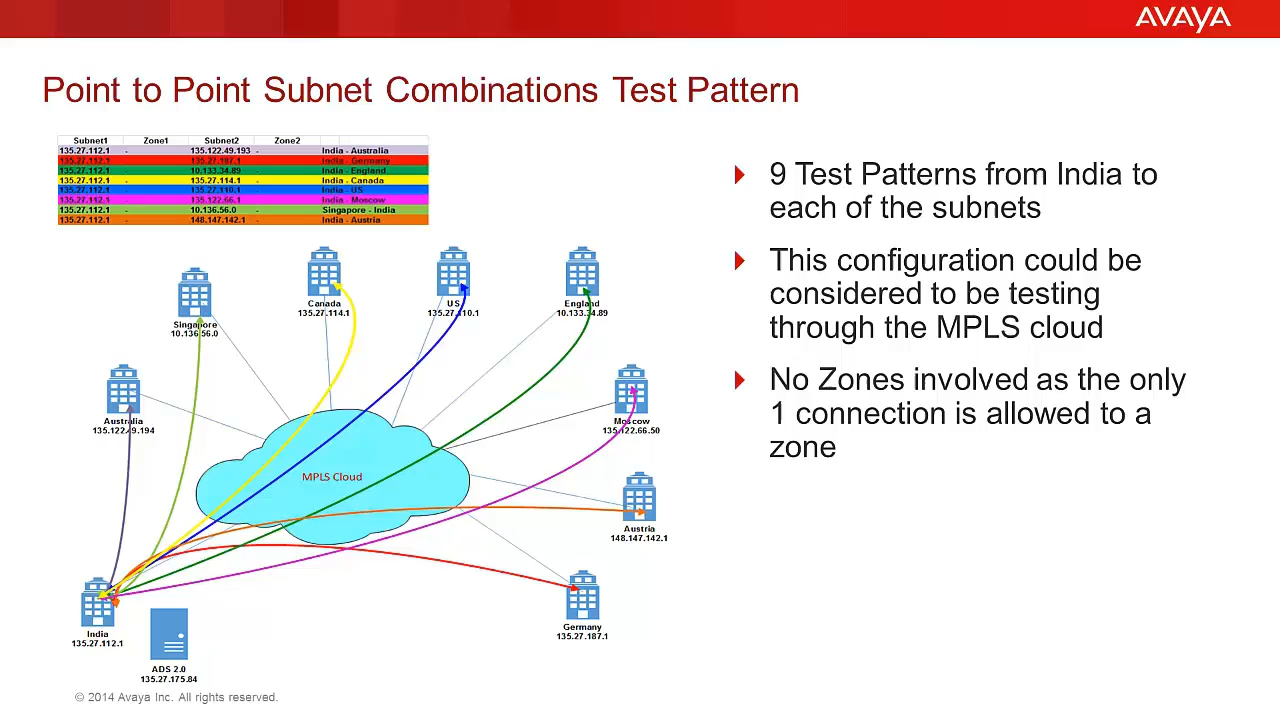 AVAYA
Point to Point Subnet Combinations Test Pattern
Subnet1 Zone1 Subnet2 Zone2
135.27.112.1 - 135.122.49.193 - India - Australia
135.27.112.1 - 135.27.187.1 - India - Germany
135.27.112.1 - 10.133.34.89 - India - England
135.27.112.1 - 135.27.114.1 - India - Canada
135.27.112.1 - 135.27.110.1 - India - US
135.27.112.1 - 135.122.66.1 - India - Moscow
135.27.112.1 - 10.136.56.0 - Singapore - India
135.27.112.1 - 148.147.142.1 - India - Austria
Singapore
10.136.56.0
Canada
135.27.114.1
US
135.27.110.1
England
10.133.34.89
Australia
135.122.49.194
Moscow
135.122.66.50
MPLS Cloud
Austria
148.147.142.1
India
135.27.112.1
Germany
135.27.187.1
ADS 2.0
135.27.175.84
9 Test Patterns from India to
each of the subnets
This configuration could be
considered to be testing
through the MPLS cloud
No Zones involved as the only
1 connection is allowed to a
zone
© 2014 Avaya Inc. All rights reserved.